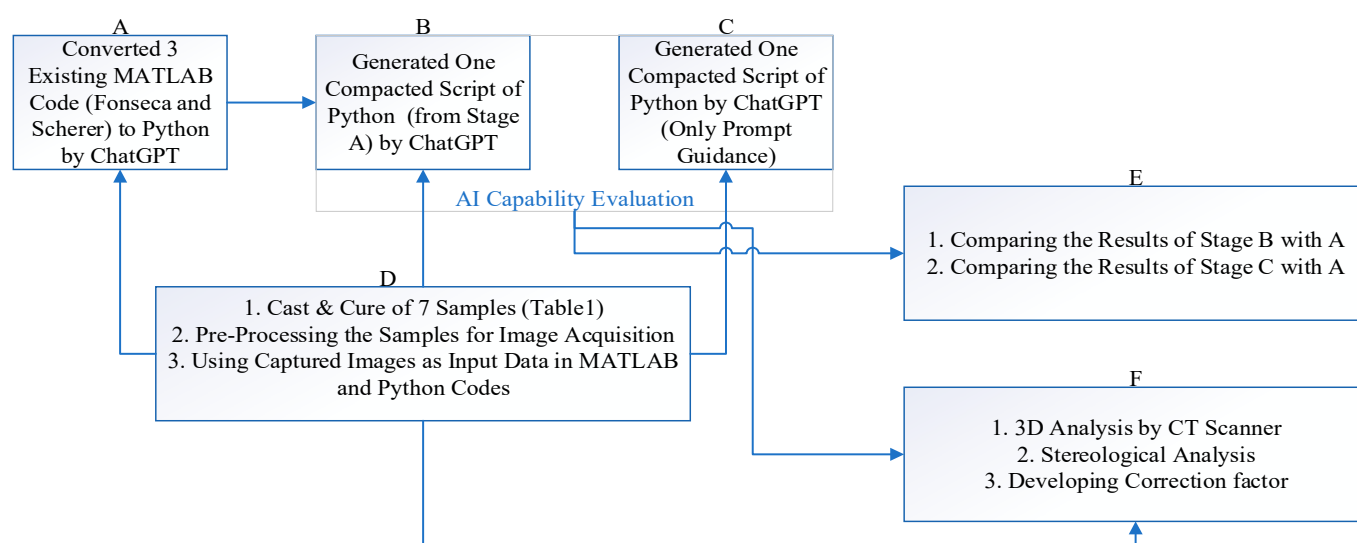 A
Converted 3
Existing MATLAB
Code (Fonseca and
Scherer) to Python
by ChatGPT
B
Generated One
Compacted Script of
Python (from Stage
A) by ChatGPT
C
Generated One
Compacted Script of
Python by ChatGPT
(Only Prompt
Guidance)
AI Capability Evaluation
D
1. Cast & Cure of 7 Samples (Table1)
2. Pre-Processing the Samples for Image Acquisition
3. Using Captured Images as Input Data in MATLAB
and Python Codes
E
1. Comparing the Results of Stage B with A
2. Comparing the Results of Stage C with A
F
1. 3D Analysis by CT Scanner
2. Stereological Analysis
3. Developing Correction factor